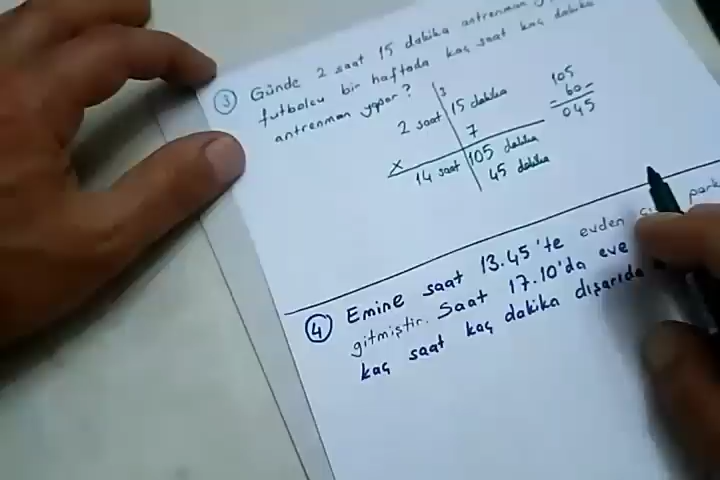 3 Günde 2 saat 15 dakika antrenman
futbolcu bir haftada kaç saat kaç dakika
antrenman yapar?
3
2 saat 15 dakika
x 7
14 saat 105 dakika
45 dakika
105
60-
=045
4 Emine saat 13.45'te evden park
gitmiştir. Saat 17.10'da eve
kaç saat kaç dakika dışarıda